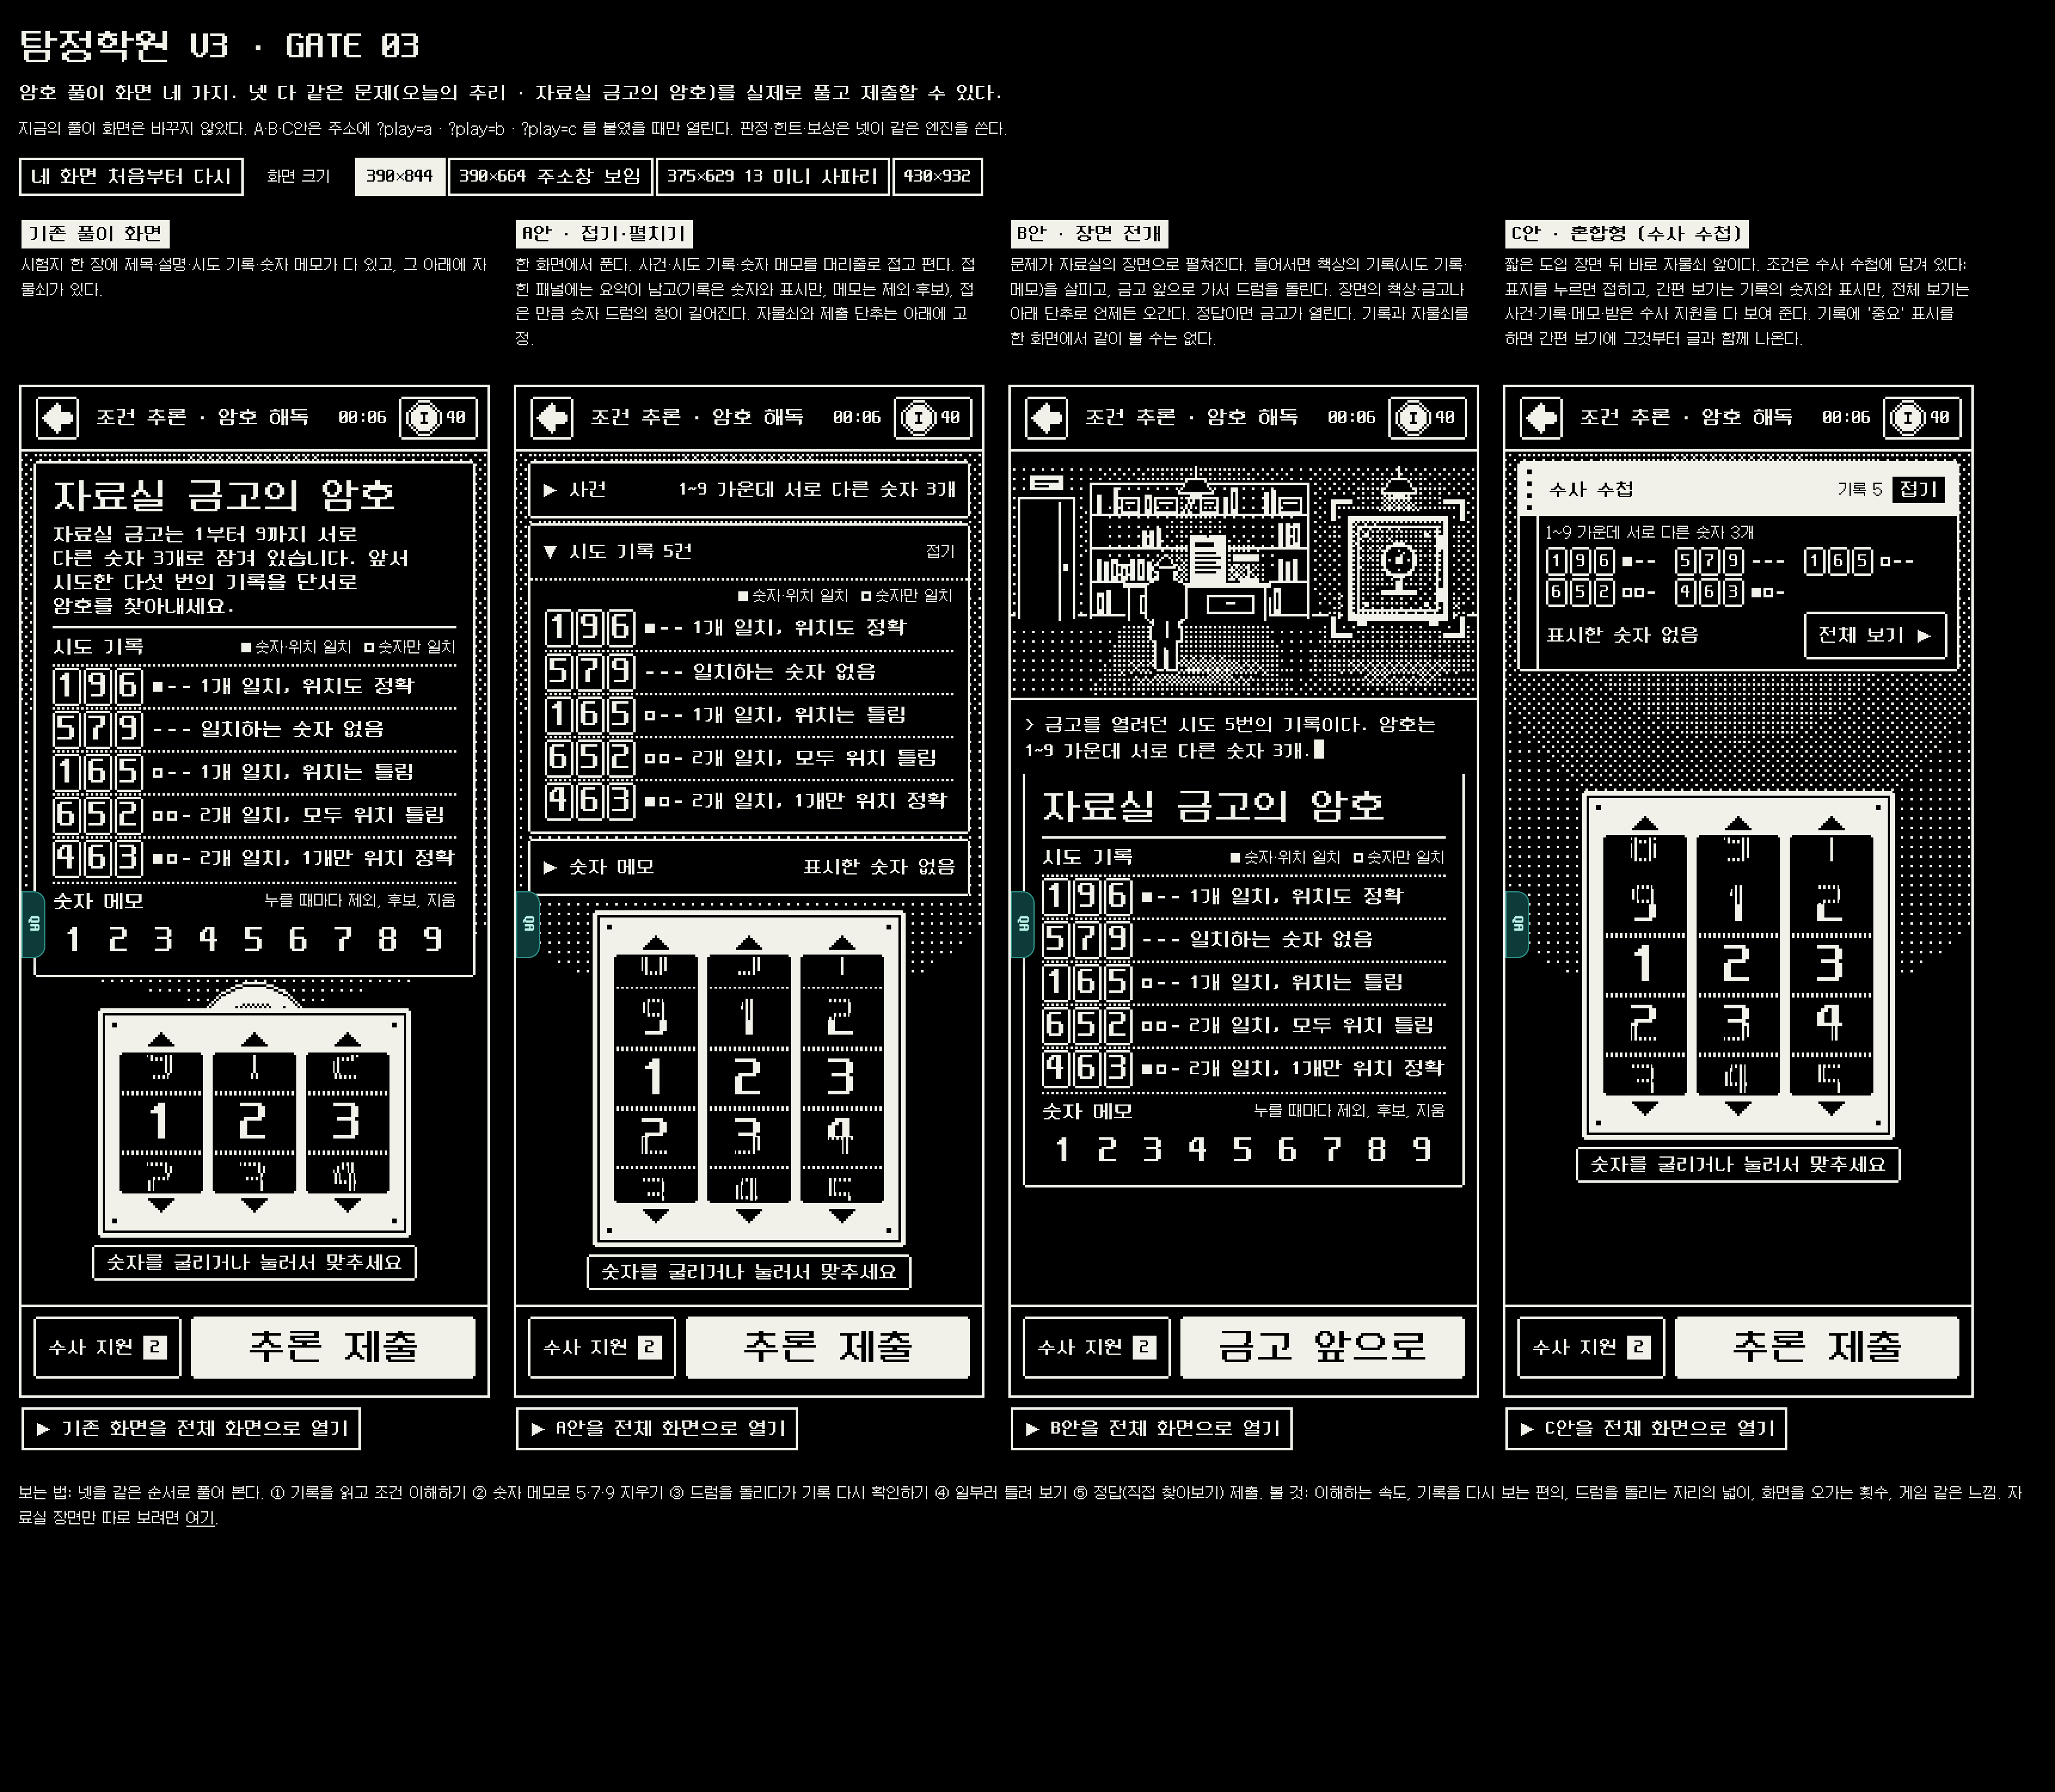 탐정학원 V3 · GATE 03
암호 풀이 화면 네 가지. 넷 다 같은 문제(오늘의 추리 · 자료실 금고의 암호)를 실제로 풀고 제출할 수 있다.
지금의 풀이 화면은 바꾸지 않았다. A·B·C안은 주소에 ?play=a · ?play=b · ?play=c 를 붙였을 때만 열린다. 판정·힌트·보상은 넷이 같은 엔진을 쓴다.
네 화면 처음부터 다시
화면 크기
390×844
390×664 주소창 보임
375×629 13 미니 사파리
430×932
기존 풀이 화면
시험지 한 장에 제목·설명·시도 기록·숫자 메모가 다 있고, 그 아래에 자
물쇠가 있다.
조건 추론 · 암호 해독
00:06
40
자료실 금고의 암호
자료실 금고는 1부터 9까지 서로
다른 숫자 3개로 잠겨 있습니다. 앞서
시도한 다섯 번의 기록을 단서로
암호를 찾아내세요.
시도 기록
■ 숫자·위치 일치 □ 숫자만 일치
196 ■-- 1개 일치, 위치도 정확
579 --- 일치하는 숫자 없음
165 □-- 1개 일치, 위치는 틀림
652 □□- 2개 일치, 모두 위치 틀림
463 ■□- 2개 일치, 1개만 위치 정확
숫자 메모
누를 때마다 제외, 후보, 지움
1 2 3 4 5 6 7 8 9
QA
1 2 3
2 3 4
숫자를 굴리거나 눌러서 맞추세요
수사 지원 2
추론 제출
▶ 기존 화면을 전체 화면으로 열기
A안 · 접기·펼치기
한 화면에서 푼다. 사건·시도 기록·숫자 메모를 머리줄로 접고 편다. 접
힌 패널에는 요약이 남고(기록은 숫자와 표시만, 메모는 제외·후보), 접
은 만큼 숫자 드럼의 창이 길어진다. 자물쇠와 제출 단추는 아래에 고
정.
조건 추론 · 암호 해독
00:06
40
▶ 사건
1~9 가운데 서로 다른 숫자 3개
▼ 시도 기록 5건
접기
■ 숫자·위치 일치 □ 숫자만 일치
196 ■-- 1개 일치, 위치도 정확
579 --- 일치하는 숫자 없음
165 □-- 1개 일치, 위치는 틀림
652 □□- 2개 일치, 모두 위치 틀림
463 ■□- 2개 일치, 1개만 위치 정확
▶ 숫자 메모
표시한 숫자 없음
QA
9 1 2
1 2 3
2 3 4
3 4 5
숫자를 굴리거나 눌러서 맞추세요
수사 지원 2
추론 제출
▶ A안을 전체 화면으로 열기
B안 · 장면 전개
문제가 자료실의 장면으로 펼쳐진다. 들어서면 책상의 기록(시도 기록·
메모)을 살피고, 금고 앞으로 가서 드럼을 돌린다. 장면의 책상·금고나
아래 단추로 언제든 오간다. 정답이면 금고가 열린다. 기록과 자물쇠를
한 화면에서 같이 볼 수는 없다.
조건 추론 · 암호 해독
00:06
40
> 금고를 열려던 시도 5번의 기록이다. 암호는
1~9 가운데 서로 다른 숫자 3개.
자료실 금고의 암호
시도 기록
■ 숫자·위치 일치 □ 숫자만 일치
196 ■-- 1개 일치, 위치도 정확
579 --- 일치하는 숫자 없음
165 □-- 1개 일치, 위치는 틀림
652 □□- 2개 일치, 모두 위치 틀림
463 ■□- 2개 일치, 1개만 위치 정확
숫자 메모
누를 때마다 제외, 후보, 지움
1 2 3 4 5 6 7 8 9
QA
수사 지원 2
금고 앞으로
▶ B안을 전체 화면으로 열기
C안 · 혼합형 (수사 수첩)
짧은 도입 장면 뒤 바로 자물쇠 앞이다. 조건은 수사 수첩에 담겨 있다:
표지를 누르면 접히고, 간편 보기는 기록의 숫자와 표시만, 전체 보기는
사건·기록·메모·받은 수사 지원을 다 보여 준다. 기록에 '중요' 표시를
하면 간편 보기에 그것부터 글과 함께 나온다.
조건 추론 · 암호 해독
00:06
40
수사 수첩
기록 5
접기
1~9 가운데 서로 다른 숫자 3개
196 ■-- 579 --- 165 □--
652 □□- 463 ■□-
표시한 숫자 없음
전체 보기 ▶
QA
9 1 2
1 2 3
2 3 4
3 4 5
숫자를 굴리거나 눌러서 맞추세요
수사 지원 2
추론 제출
▶ C안을 전체 화면으로 열기
보는 법: 넷을 같은 순서로 풀어 본다. ① 기록을 읽고 조건 이해하기 ② 숫자 메모로 5·7·9 지우기 ③ 드럼을 돌리다가 기록 다시 확인하기 ④ 일부러 틀려 보기 ⑤ 정답(직접 찾아보기) 제출. 볼 것: 이해하는 속도, 기록을 다시 보는 편의, 드럼을 돌리는 자리의 넓이, 화면을 오가는 횟수, 게임 같은 느낌. 자
료실 장면만 따로 보려면 여기.